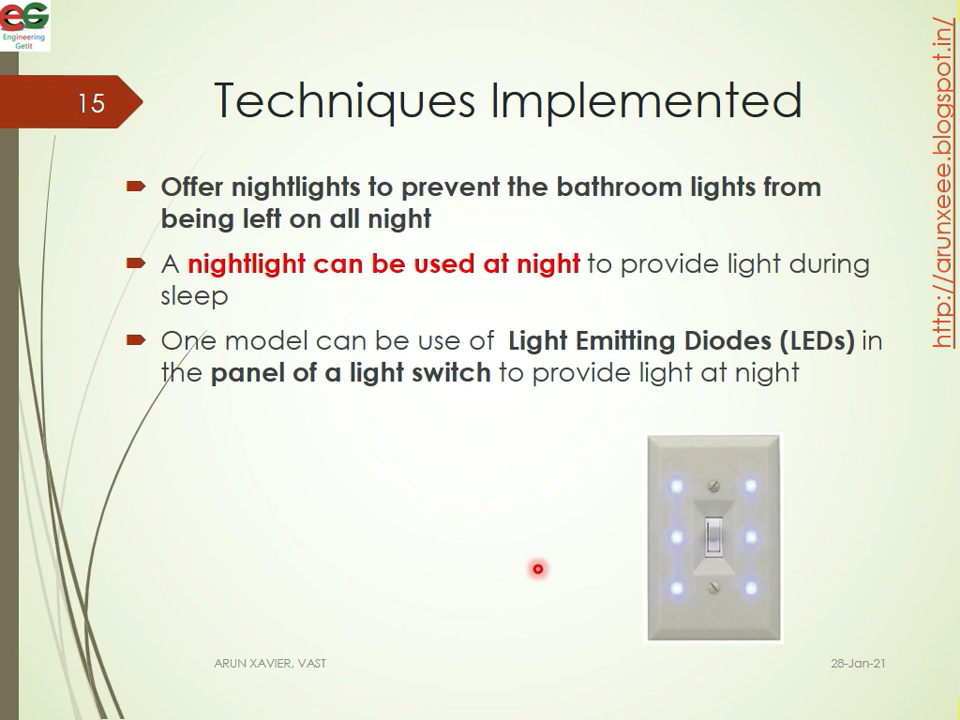 EG
Engineering
Getit
15
Techniques Implemented
Offer nightlights to prevent the bathroom lights from
being left on all night
A nightlight can be used at night to provide light during
sleep
One model can be use of Light Emitting Diodes (LEDs) in
the panel of a light switch to provide light at night
ARUN XAVIER, VAST
28-Jan-21
http://arunxeee.blogspot.in/